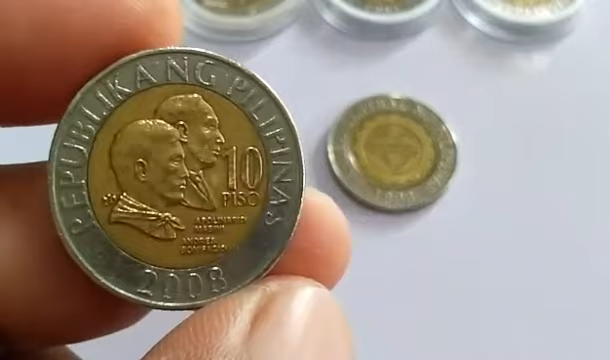 REPUBLIKA NG PILIPINAS
10
PISO
APOLINARIO
MABINI
ANDRES
BONIFACIO
2008